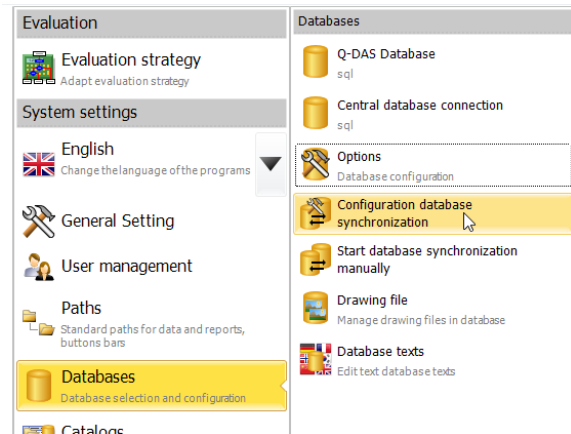 Evaluation
Evaluation strategy
Adapt evaluation strategy
System settings
English
Change the language of the programs
General Setting
User management
Paths
Standard paths for data and reports,
buttons bars
Databases
Database selection and configuration
Catalogs
Databases
Q-DAS Database
sql
Central database connection
sql
Options
Database configuration
Configuration database
synchronization
Start database synchronization
manually
Drawing file
Manage drawing files in database
Database texts
Edit text database texts